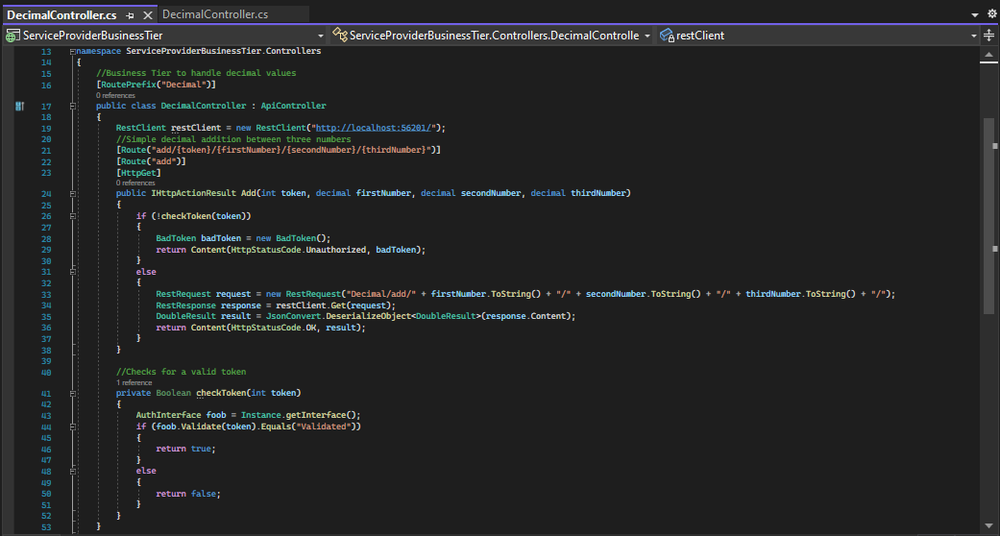 DecimalController.cs
DecimalController.cs
ServiceProviderBusinessTier
ServiceProviderBusinessTier.Controllers.DecimalControlle
restClient
13 namespace ServiceProviderBusinessTier.Controllers
14 {
15 //Business Tier to handle decimal values
16 [RoutePrefix("Decimal")]
0 references
17 public class DecimalController : ApiController
18 {
19 RestClient restClient = new RestClient("http://localhost:56201/");
20 //Simple decimal addition between three numbers
21 [Route("add/{token}/{firstNumber}/{secondNumber}/{thirdNumber}")]
22 [Route("add")]
23 [HttpGet]
0 references
24 public IHttpActionResult Add(int token, decimal firstNumber, decimal secondNumber, decimal thirdNumber)
25 {
26 if (!checkToken(token))
27 {
28 BadToken badToken = new BadToken();
29 return Content(HttpStatusCode.Unauthorized, badToken);
30 }
31 else
32 {
33 RestRequest request = new RestRequest("Decimal/add/" + firstNumber.ToString() + "/" + secondNumber.ToString() + "/" + thirdNumber.ToString() + "/");
34 RestResponse response = restClient.Get(request);
35 DoubleResult result = JsonConvert.DeserializeObject<DoubleResult>(response.Content);
36 return Content(HttpStatusCode.OK, result);
37 }
38 }
39
40 //Checks for a valid token
1 reference
41 private Boolean checkToken(int token)
42 {
43 AuthInterface foob = Instance.getInterface();
44 if (foob.Validate(token).Equals("Validated"))
45 {
46 return true;
47 }
48 else
49 {
50 return false;
51 }
52 }
53 }